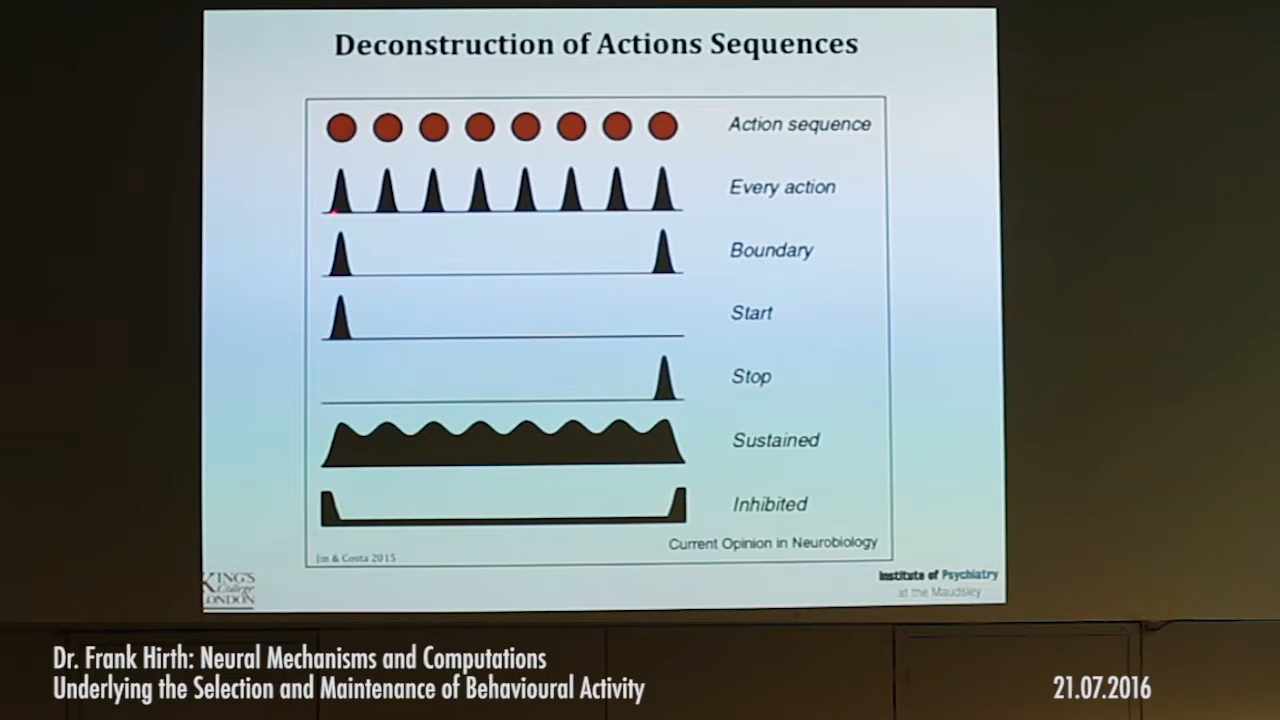 Deconstruction of Actions Sequences
Action sequence
Every action
Boundary
Start
Stop
Sustained
Inhibited
Current Opinion in Neurobiology
Jin & Costa 2015
KING'S
College
LONDON
Institute of Psychiatry
at the Maudsley
Dr. Frank Hirth: Neural Mechanisms and Computations
Underlying the Selection and Maintenance of Behavioural Activity
21.07.2016